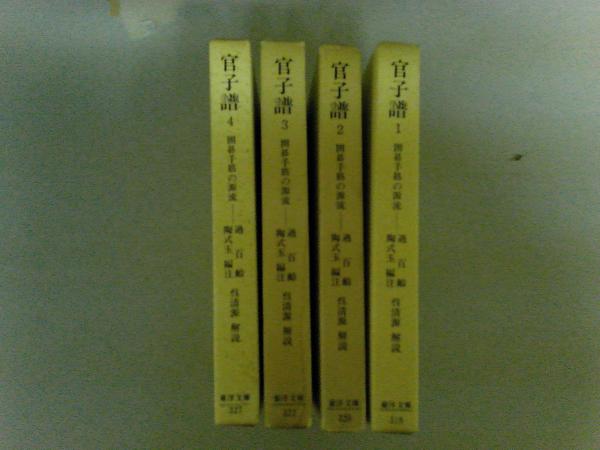 官子譜 4 囲碁手筋の源流 過百齢 陶式玉 編注 呉清源 解説
東洋文庫
327
官子譜 3 囲碁手筋の源流 過百齢 陶式玉 編注 呉清源 解説
東洋文庫
322
官子譜 2 囲碁手筋の源流 過百齢 陶式玉 編注 呉清源 解説
東洋文庫
320
官子譜 1 囲碁手筋の源流 過百齢 陶式玉 編注 呉清源 解説
東洋文庫
318